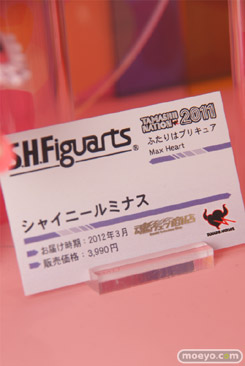 S.H.Figuarts®
TAMASHII NATION 2011
ふたりはプリキュア
Max Heart
シャイニールミナス
お届け時期：2012年3月
販売価格：3,990円
魂ウェブ商店
moeyo.com